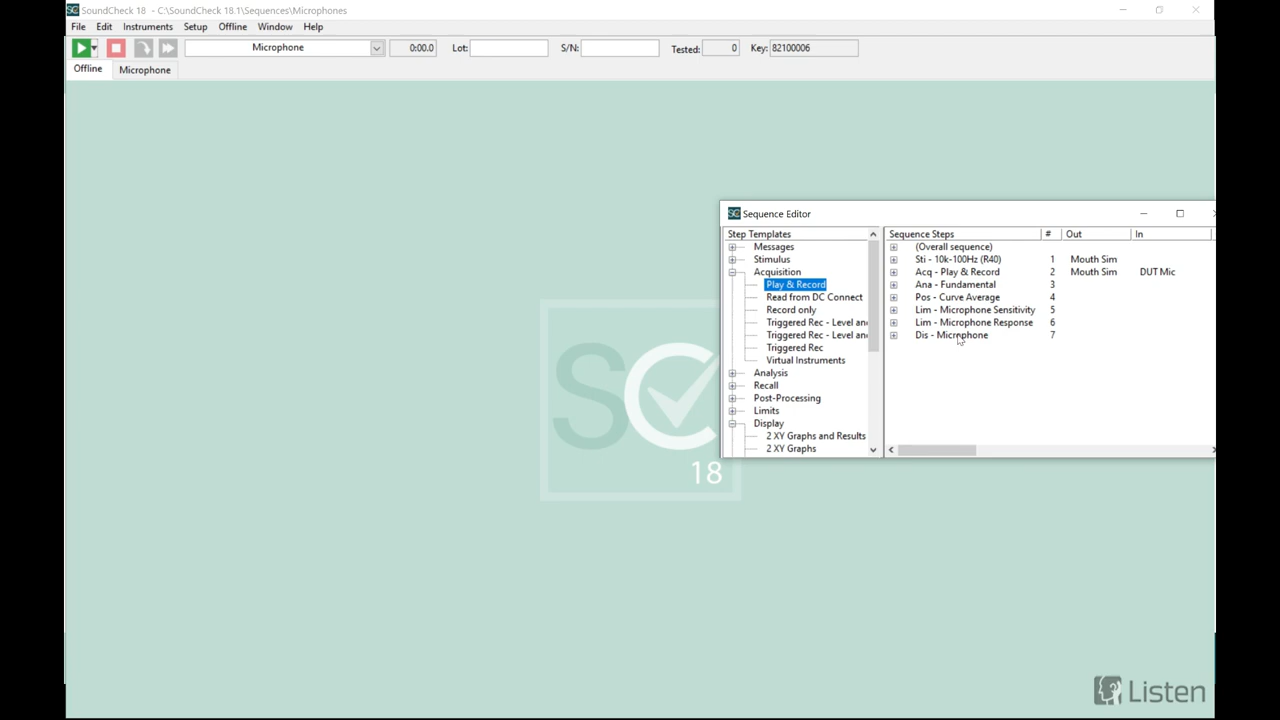 SoundCheck 18 - C:\SoundCheck 18.1\Sequences\Microphones
File Edit Instruments Setup Offline Window Help
Microphone 0:00.0 Lot: S/N: Tested: 0 Key: 82100006
Offline Microphone
SC Sequence Editor
Step Templates
Messages
Stimulus
Acquisition
Play & Record
Read from DC Connect
Record only
Triggered Rec - Level an
Triggered Rec - Level an
Triggered Rec
Virtual Instruments
Analysis
Recall
Post-Processing
Limits
Display
2 XY Graphs and Results
2 XY Graphs
Sequence Steps # Out In
(Overall sequence)
Sti - 10k-100Hz (R40) 1 Mouth Sim
Acq - Play & Record 2 Mouth Sim DUT Mic
Ana - Fundamental 3
Pos - Curve Average 4
Lim - Microphone Sensitivity 5
Lim - Microphone Response 6
Dis - Microphone 7
SC
18
Listen